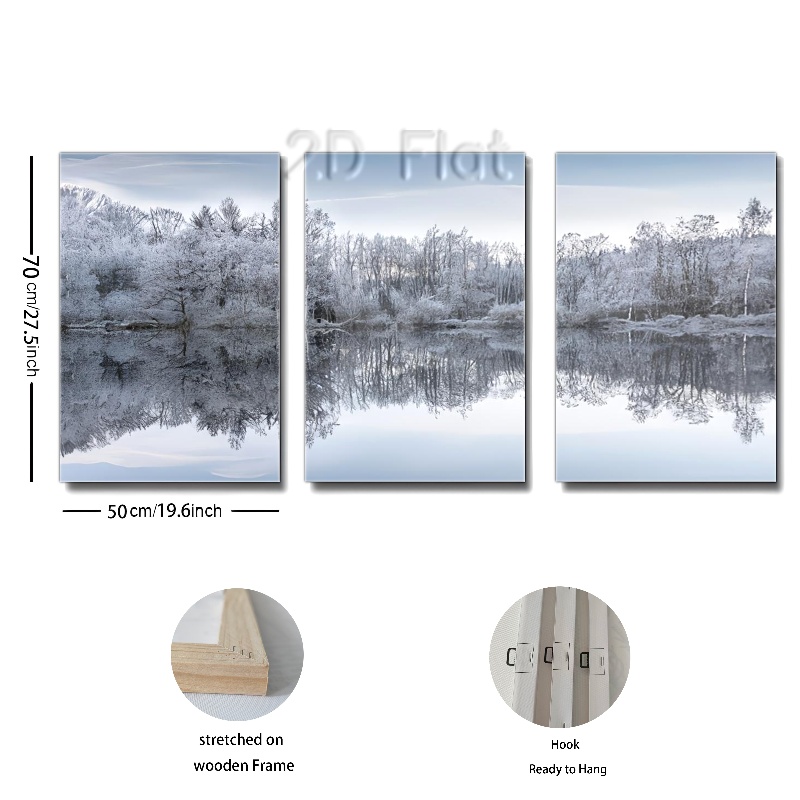 2D Flat
70cm/27.5inch
50cm/19.6inch
stretched on
wooden Frame
Hook
Ready to Hang